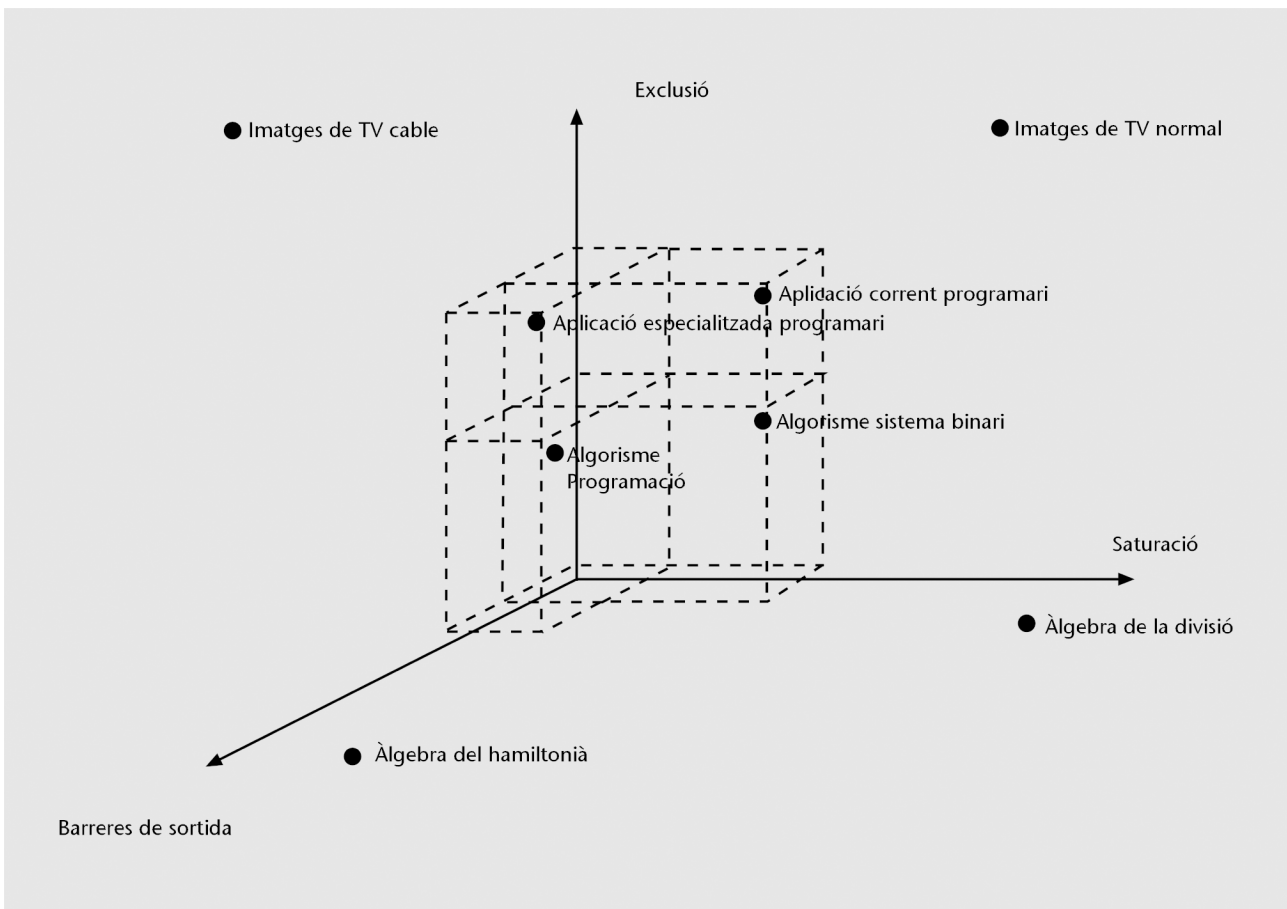 Exclusió
Imatges de TV cable
Imatges de TV normal
Aplicació corrent programari
Aplicació especialitzada programari
Algorisme sistema binari
Algorisme
Programació
Saturació
Àlgebra de la divisió
Àlgebra del hamiltonià
Barreres de sortida